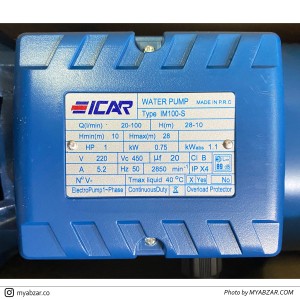 ICAR
WATER PUMP MADE IN P.R.C
Type IM100-S
Q(l/min) 20-100 H(m) 28-10
Hmin(m) 10 Hmax(m) 28
HP 1 kW 0.75 kWabs 1.1
V 220 Vc 450 µF 20 Cl B
A 5.2 Hz 50 2850 min⁻¹ IP X4
N° V~ Tmax liquid 40°C X Yes No
ElectroPump1~Phase ContinuousDuty X Overload Protector
myabzar.co
Photo by MYABZAR.COM